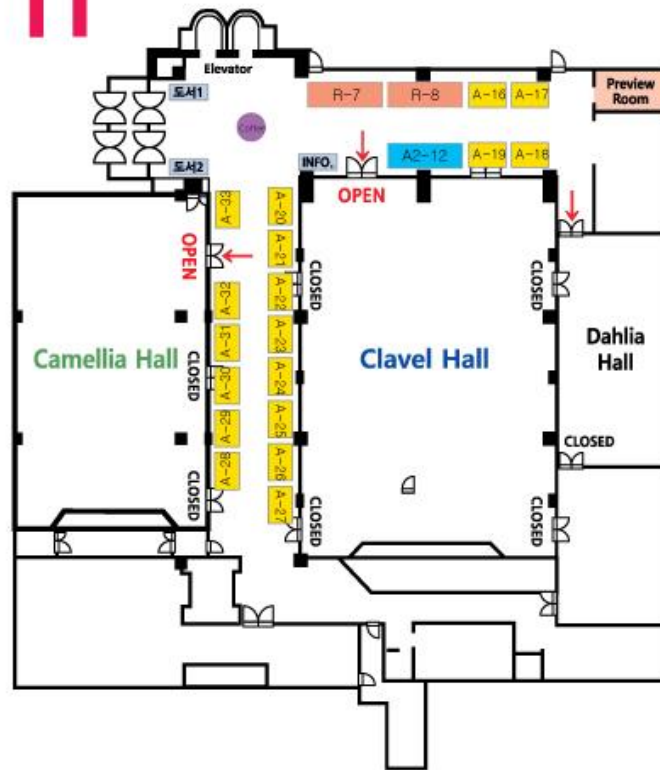 Elevator
도서1
R-7
R-8
A-16
A-17
Preview
Room
Coffee
도서2
INFO.
A2-12
A-19
A-18
OPEN
A-33
A-20
OPEN
A-21
CLOSED
CLOSED
A-32
A-22
A-31
A-23
Camellia Hall
Clavel Hall
Dahlia
Hall
CLOSED
A-30
A-24
A-29
A-25
CLOSED
A-28
A-26
CLOSED
A-27
CLOSED
CLOSED